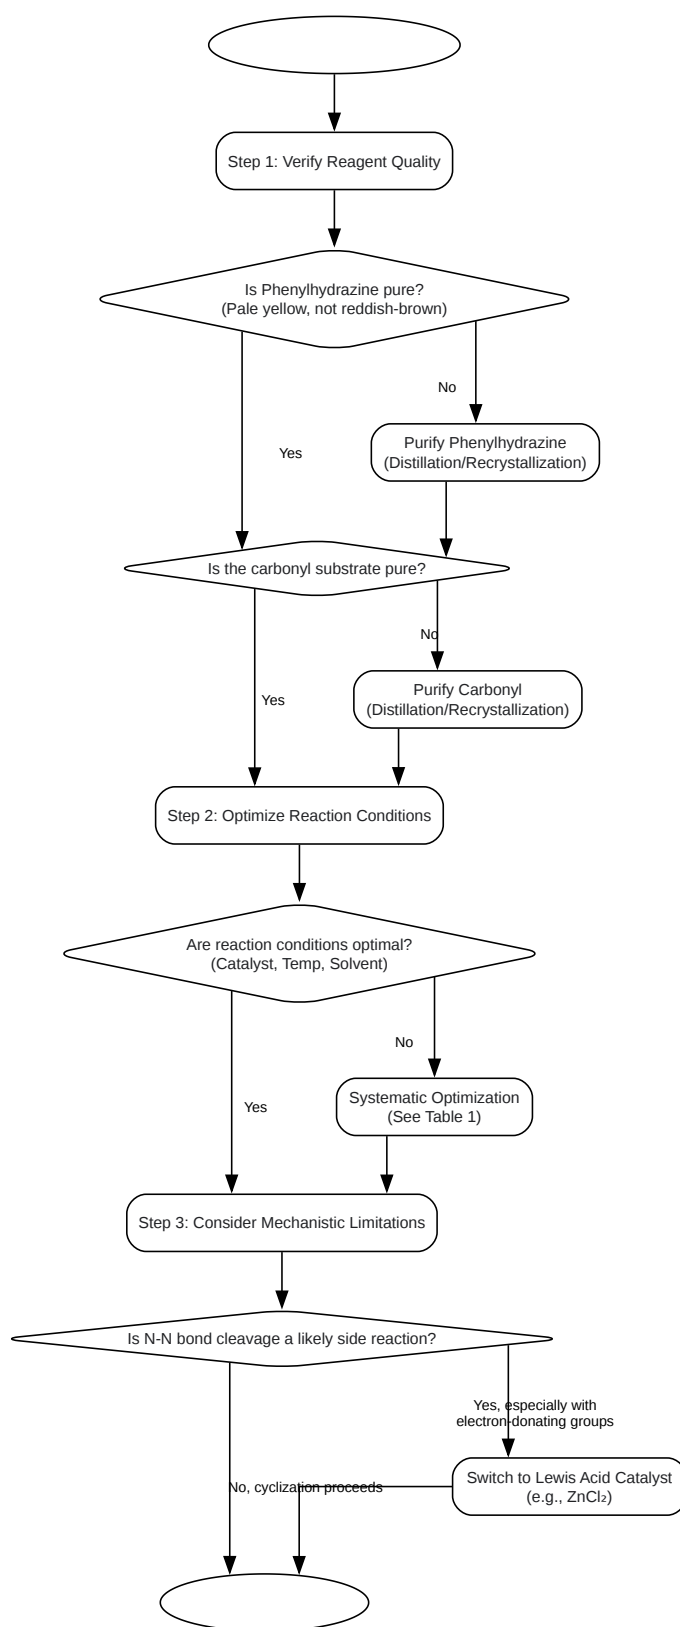 Step 1: Verify Reagent Quality
Is Phenylhydrazine pure?
(Pale yellow, not reddish-brown)
No
Purify Phenylhydrazine
(Distillation/Recrystallization)
Yes
Is the carbonyl substrate pure?
No
Purify Carbonyl
(Distillation/Recrystallization)
Yes
Step 2: Optimize Reaction Conditions
Are reaction conditions optimal?
(Catalyst, Temp, Solvent)
No
Systematic Optimization
(See Table 1)
Yes
Step 3: Consider Mechanistic Limitations
Is N-N bond cleavage a likely side reaction?
Yes, especially with
electron-donating groups
Switch to Lewis Acid Catalyst
(e.g., ZnCl₂)
No, cyclization proceeds